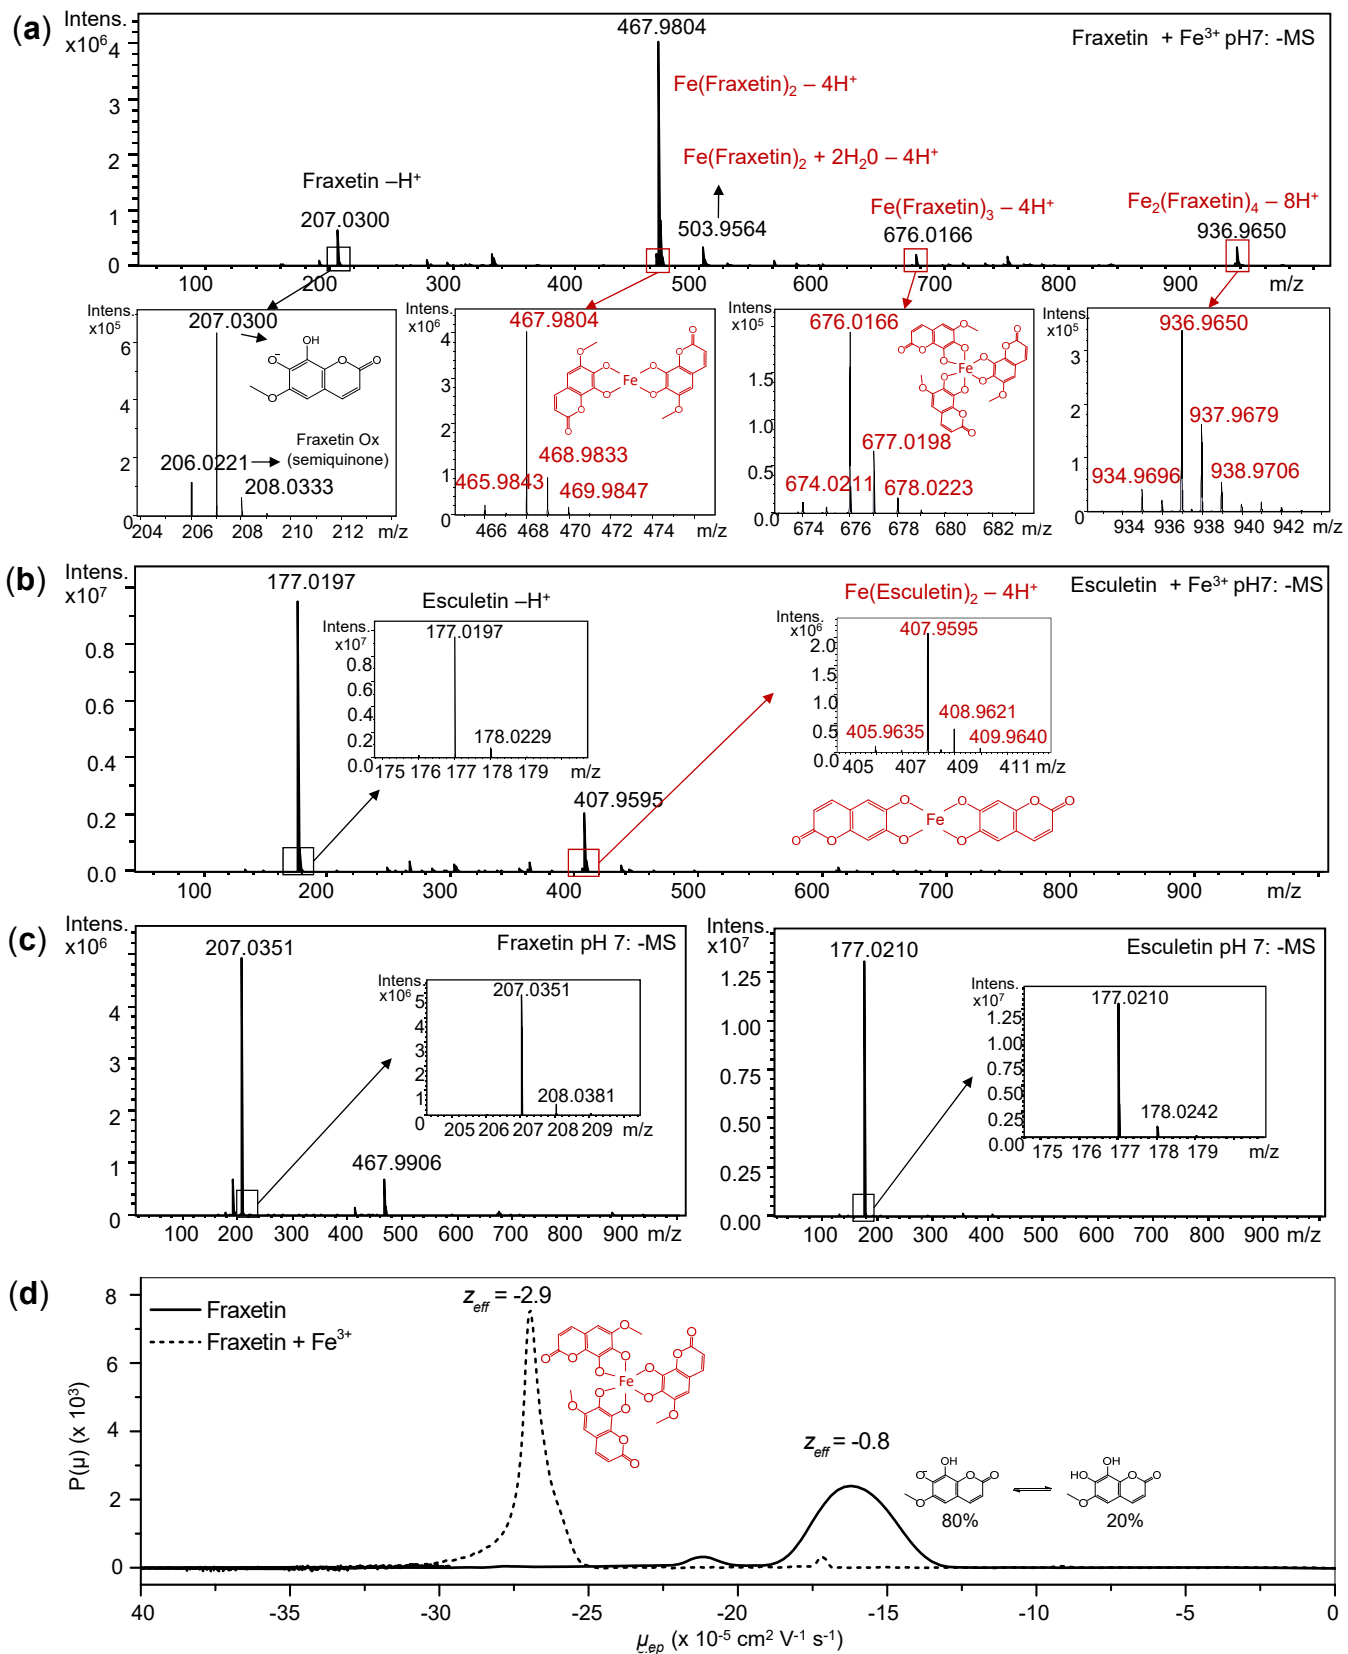 (a)
Intens.
x10⁶
Fraxetin + Fe³⁺ pH7: -MS
467.9804
Fe(Fraxetin)₂ – 4H⁺
Fe(Fraxetin)₂ + 2H₂0 – 4H⁺
Fraxetin –H⁺
207.0300
503.9564
Fe(Fraxetin)₃ – 4H⁺
676.0166
Fe₂(Fraxetin)₄ – 8H⁺
936.9650
4
3
2
1
0
100 200 300 400 500 600 700 800 900 m/z
Intens.
x10⁵
207.0300
OH
O⁻
O
O
O
Fraxetin Ox
(semiquinone)
206.0221
208.0333
6
4
2
0
204 206 208 210 212 m/z
Intens.
x10⁶
467.9804
Fe
468.9833
465.9843
469.9847
4
3
2
1
0
466 468 470 472 474 m/z
Intens.
x10⁵
676.0166
Fe
677.0198
674.0211
678.0223
1.5
1.0
0.5
0.0
674 676 678 680 682 m/z
Intens.
x10⁵
936.9650
937.9679
934.9696
938.9706
3
2
1
0
934 936 938 940 942 m/z
(b)
Intens.
x10⁷
Esculetin + Fe³⁺ pH7: -MS
177.0197
Esculetin –H⁺
Fe(Esculetin)₂ – 4H⁺
407.9595
0.8
0.6
0.4
0.2
0.0
100 200 300 400 500 600 700 800 900 m/z
Intens.
x10⁷
177.0197
178.0229
0.8
0.6
0.4
0.2
0.0
175 176 177 178 179 m/z
Intens.
x10⁶
407.9595
408.9621
405.9635
409.9640
2.0
1.5
1.0
0.5
0.0
405 407 409 411 m/z
O O O Fe O O O O O
(c)
Intens.
x10⁶
Fraxetin pH 7: -MS
207.0351
467.9906
4
3
2
1
0
100 200 300 400 500 600 700 800 900 m/z
Intens.
x10⁶
207.0351
208.0381
5
4
3
2
1
0
205 206 207 208 209 m/z
Intens.
x10⁷
Esculetin pH 7: -MS
177.0210
1.25
1.00
0.75
0.50
0.25
0.00
100 200 300 400 500 600 700 800 900 m/z
Intens.
x10⁷
177.0210
178.0242
1.25
1.00
0.75
0.50
0.25
0.00
175 176 177 178 179 m/z
(d)
Fraxetin
Fraxetin + Fe³⁺
z_eff = -2.9
Fe
z_eff = -0.8
OH
O⁻
O
O
O
80%
OH
HO
O
O
O
20%
P(μ) (x 10³)
8
6
4
2
0
-40 -35 -30 -25 -20 -15 -10 -5 0
μ_ep (x 10⁻⁵ cm² V⁻¹ s⁻¹)